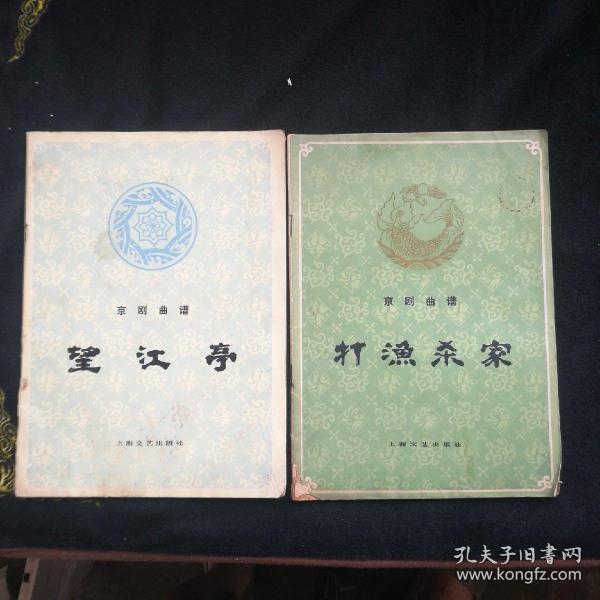 京剧曲谱
望江亭
上海文艺出版社
京剧曲谱
打渔杀家
上海文艺出版社
孔夫子旧書网
www.kongfz.com